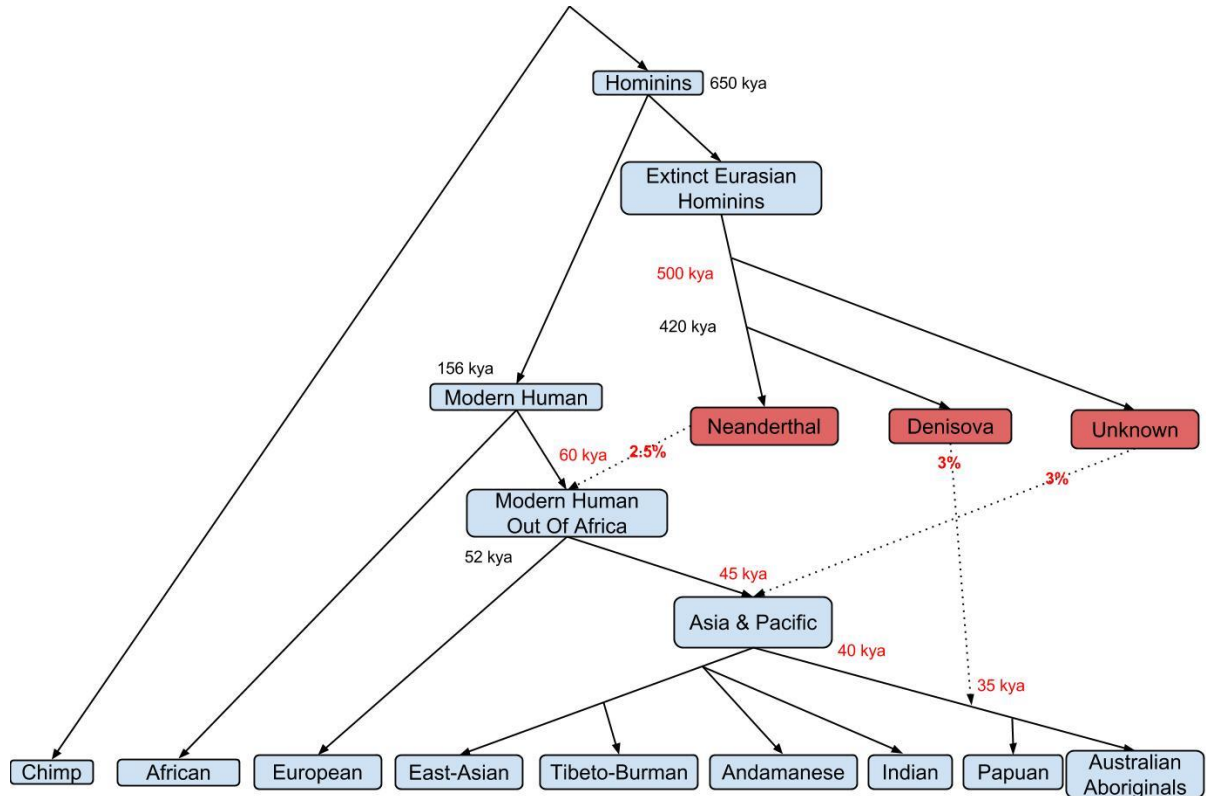 Hominins
650 kya
Extinct Eurasian
Hominins
500 kya
420 kya
156 kya
Modern Human
Neanderthal
Denisova
Unknown
60 kya
2.5%
3%
3%
Modern Human
Out Of Africa
52 kya
45 kya
Asia & Pacific
40 kya
35 kya
Chimp
African
European
East-Asian
Tibeto-Burman
Andamanese
Indian
Papuan
Australian
Aboriginals